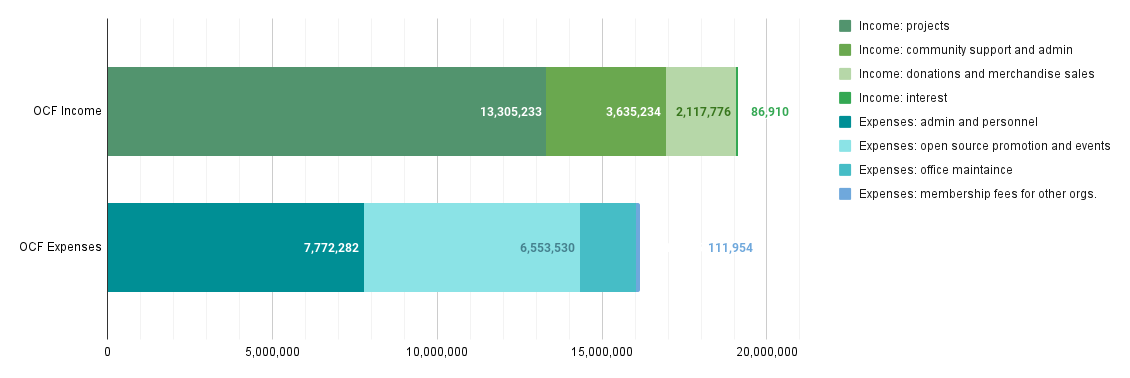 OCF Income
13,305,233
3,635,234
2,117,776
86,910
OCF Expenses
7,772,282
6,553,530
111,954
0
5,000,000
10,000,000
15,000,000
20,000,000
Income: projects
Income: community support and admin
Income: donations and merchandise sales
Income: interest
Expenses: admin and personnel
Expenses: open source promotion and events
Expenses: office maintaince
Expenses: membership fees for other orgs.